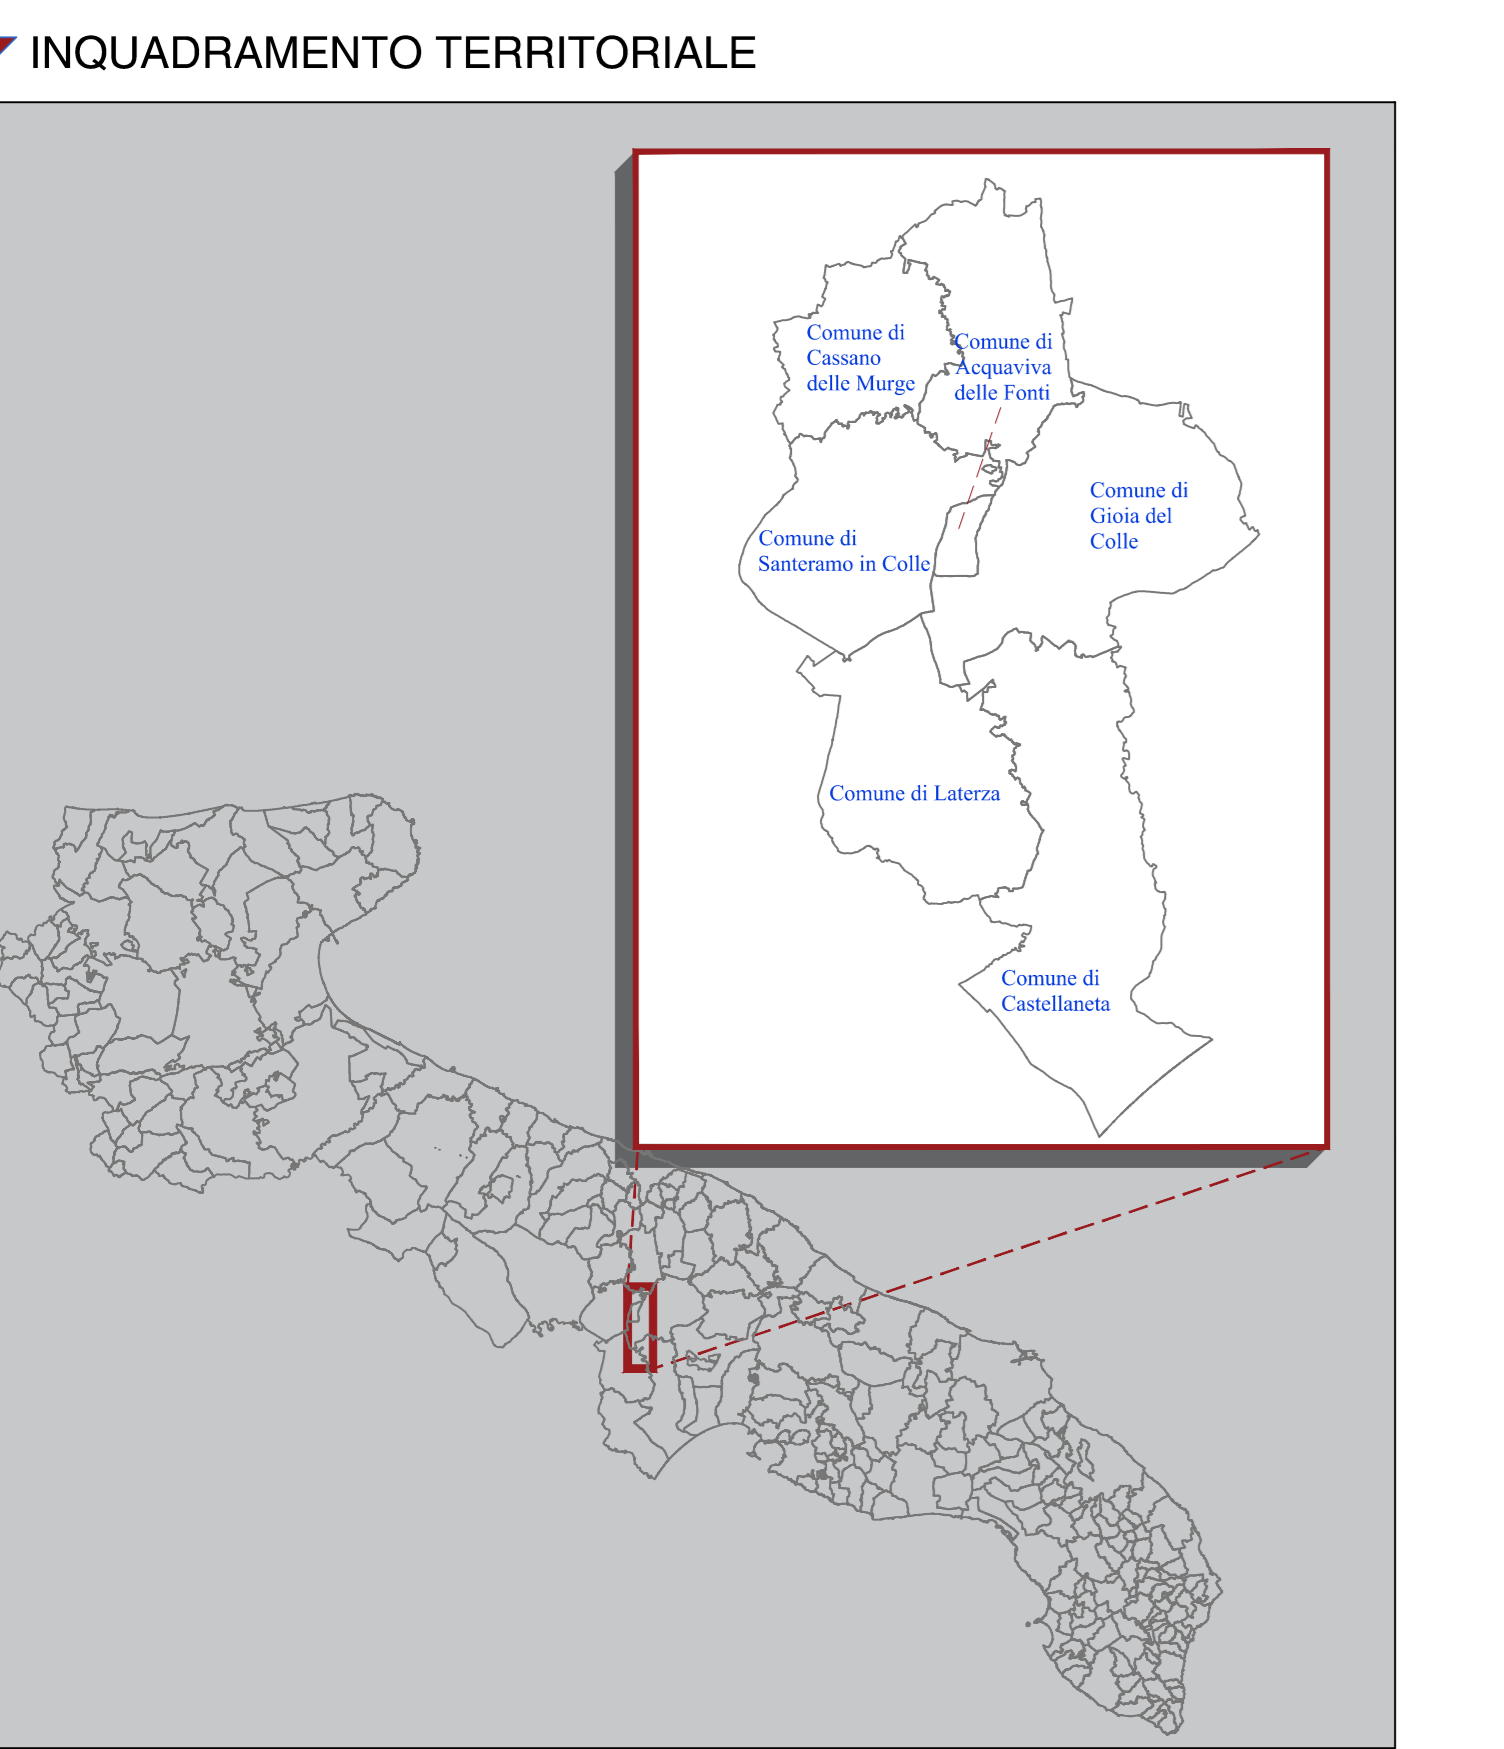 INQUADRAMENTO TERRITORIALE
Comune di
Cassano
delle Murge
Comune di
Acquaviva
delle Fonti
Comune di
Gioia del
Colle
Comune di
Santeramo in Colle
Comune di Laterza
Comune di
Castellaneta